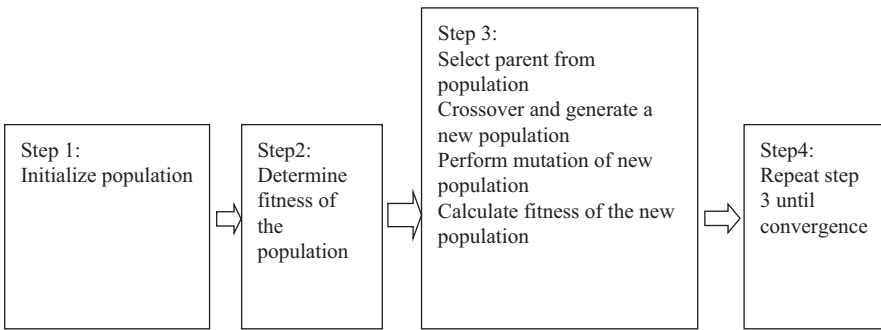 Step 1:
Initialize population
Step2:
Determine
fitness of
the
population
Step 3:
Select parent from
population
Crossover and generate a
new population
Perform mutation of new
population
Calculate fitness of the new
population
Step4:
Repeat step
3 until
convergence